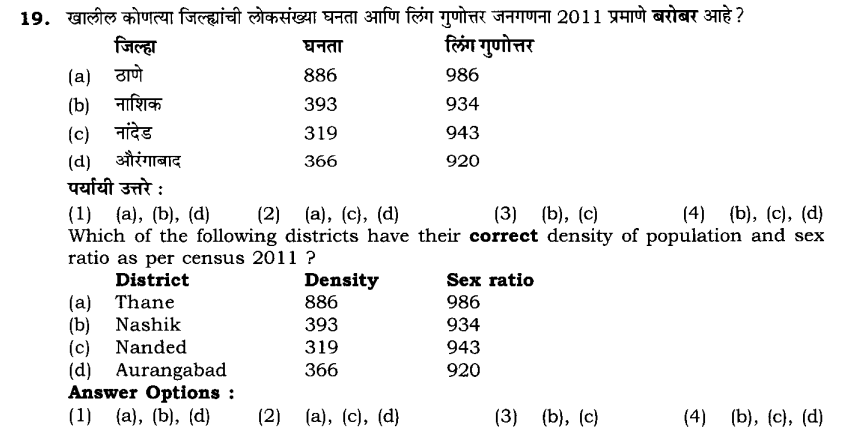 19. खालील कोणत्या जिल्ह्यांची लोकसंख्या घनता आणि लिंग गुणोत्तर जनगणना 2011 प्रमाणे बरोबर आहे ?
जिल्हा घनता लिंग गुणोत्तर
(a) ठाणे 886 986
(b) नाशिक 393 934
(c) नांदेड 319 943
(d) औरंगाबाद 366 920
पर्यायी उत्तरे :
(1) (a), (b), (d) (2) (a), (c), (d) (3) (b), (c) (4) (b), (c), (d)
Which of the following districts have their correct density of population and sex
ratio as per census 2011 ?
District Density Sex ratio
(a) Thane 886 986
(b) Nashik 393 934
(c) Nanded 319 943
(d) Aurangabad 366 920
Answer Options :
(1) (a), (b), (d) (2) (a), (c), (d) (3) (b), (c) (4) (b), (c), (d)